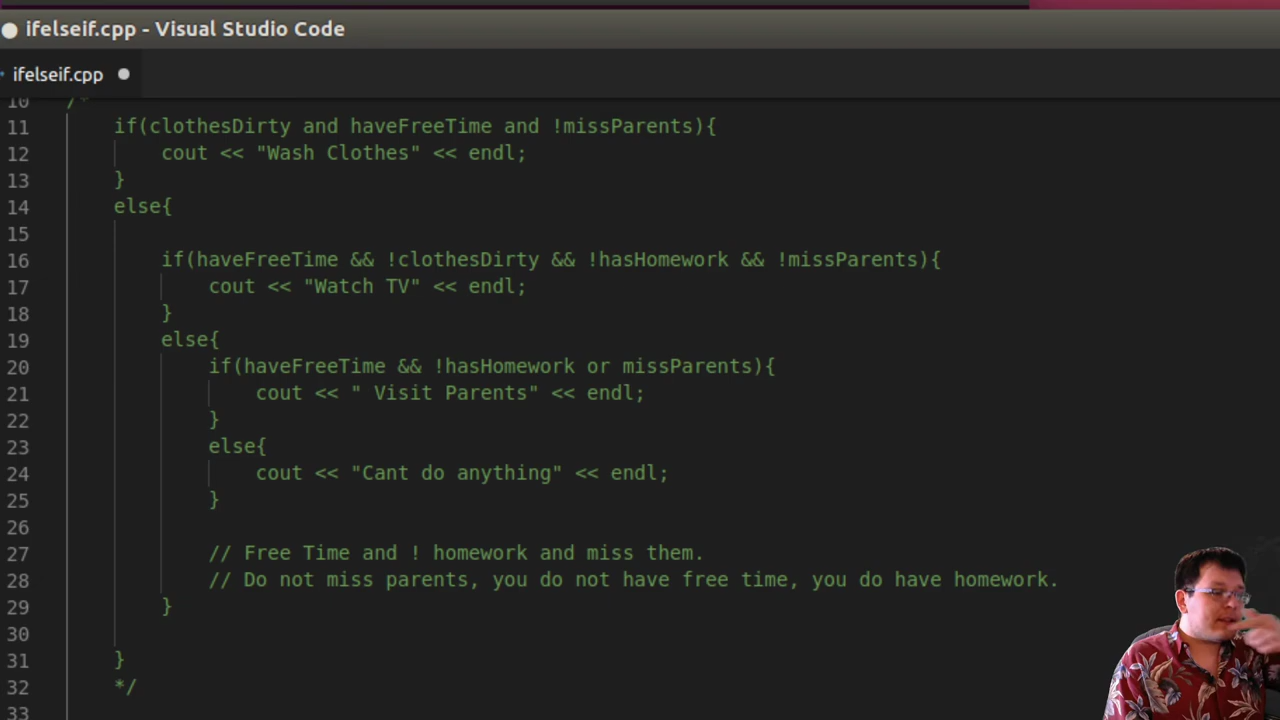 ifelseif.cpp - Visual Studio Code
ifelseif.cpp
10 /*
11 if(clothesDirty and haveFreeTime and !missParents){
12 cout << "Wash Clothes" << endl;
13 }
14 else{
15
16 if(haveFreeTime && !clothesDirty && !hasHomework && !missParents){
17 cout << "Watch TV" << endl;
18 }
19 else{
20 if(haveFreeTime && !hasHomework or missParents){
21 cout << " Visit Parents" << endl;
22 }
23 else{
24 cout << "Cant do anything" << endl;
25 }
26
27 // Free Time and ! homework and miss them.
28 // Do not miss parents, you do not have free time, you do have homework.
29 }
30
31 }
32 */
33